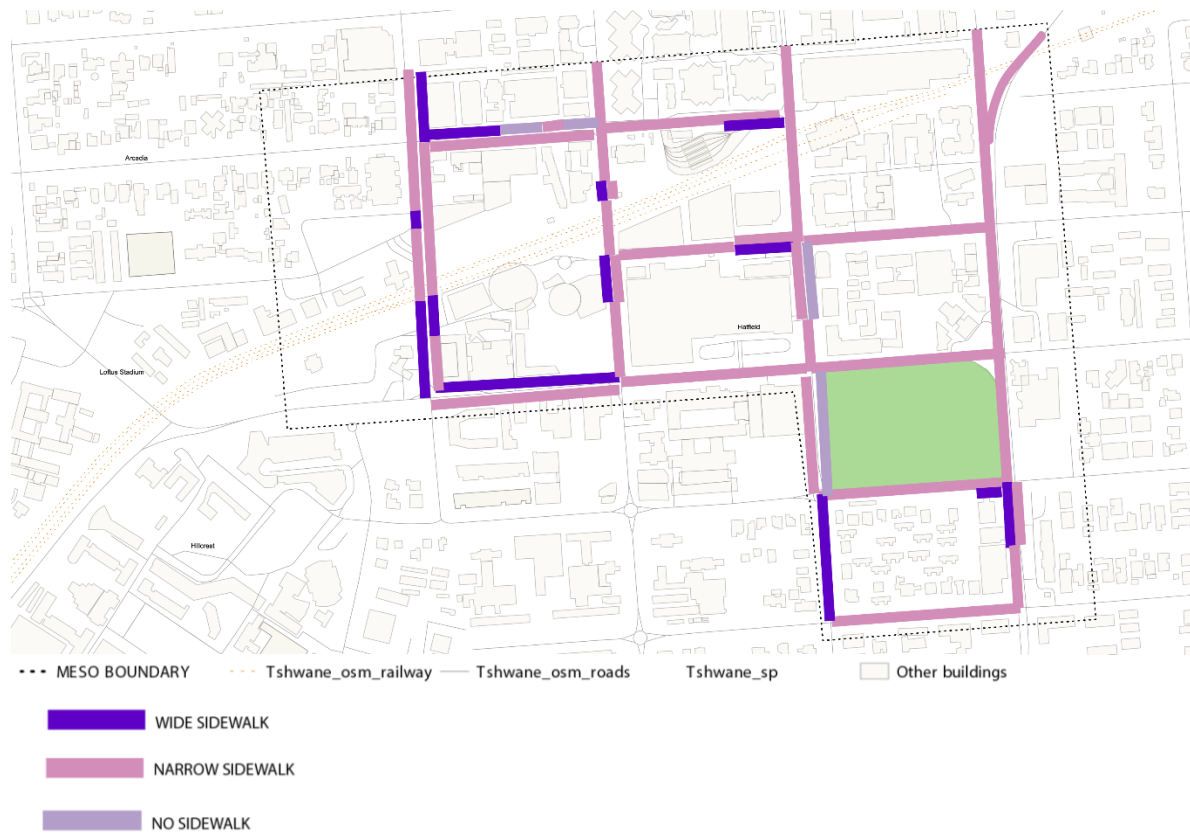 Arcadia
Hatfield
Loftus Stadium
Hillcrest
MESO BOUNDARY Tshwane_osm_railway Tshwane_osm_roads Tshwane_sp Other buildings
WIDE SIDEWALK
NARROW SIDEWALK
NO SIDEWALK